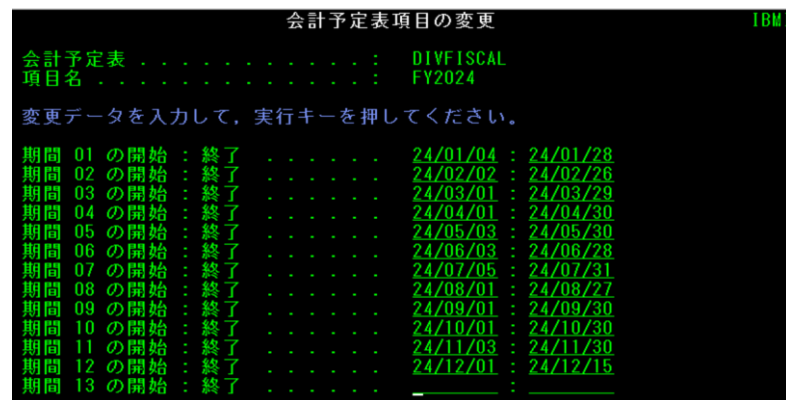 会計予定表項目の変更 IBM
会計予定表 . . . . . . . . . . . . . : DIVFISCAL
項目名 . . . . . . . . . . . . . . . : FY2024
変更データを入力して，実行キーを押してください。
期間 01 の開始 : 終了 . . . . . . 24/01/04 : 24/01/28
期間 02 の開始 : 終了 . . . . . . 24/02/02 : 24/02/26
期間 03 の開始 : 終了 . . . . . . 24/03/01 : 24/03/29
期間 04 の開始 : 終了 . . . . . . 24/04/01 : 24/04/30
期間 05 の開始 : 終了 . . . . . . 24/05/03 : 24/05/30
期間 06 の開始 : 終了 . . . . . . 24/06/03 : 24/06/28
期間 07 の開始 : 終了 . . . . . . 24/07/05 : 24/07/31
期間 08 の開始 : 終了 . . . . . . 24/08/01 : 24/08/27
期間 09 の開始 : 終了 . . . . . . 24/09/01 : 24/09/30
期間 10 の開始 : 終了 . . . . . . 24/10/01 : 24/10/30
期間 11 の開始 : 終了 . . . . . . 24/11/03 : 24/11/30
期間 12 の開始 : 終了 . . . . . . 24/12/01 : 24/12/15
期間 13 の開始 : 終了 . . . . . . :